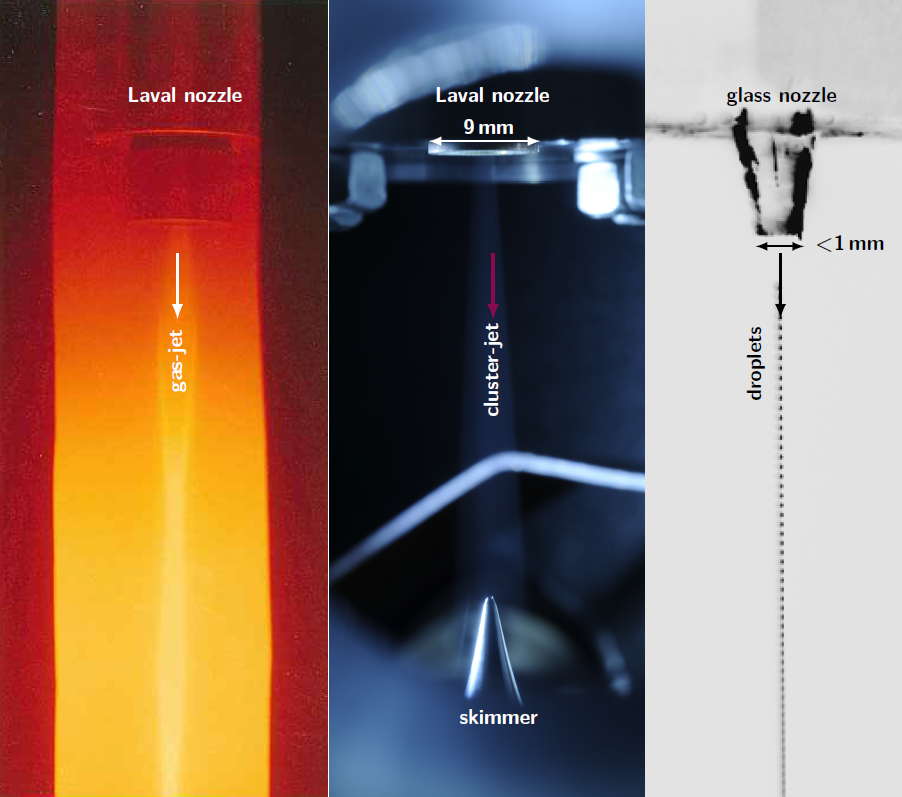 Laval nozzle
gas-jet
Laval nozzle
9 mm
cluster-jet
skimmer
glass nozzle
<1 mm
droplets